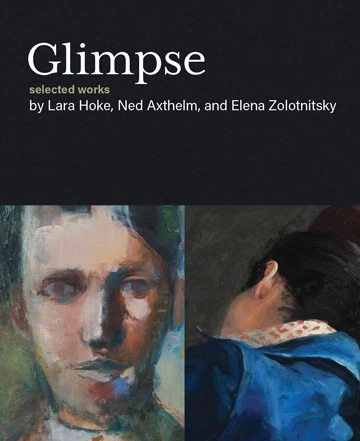 Glimpse
selected works
by Lara Hoke, Ned Axthelm, and Elena Zolotnitsky